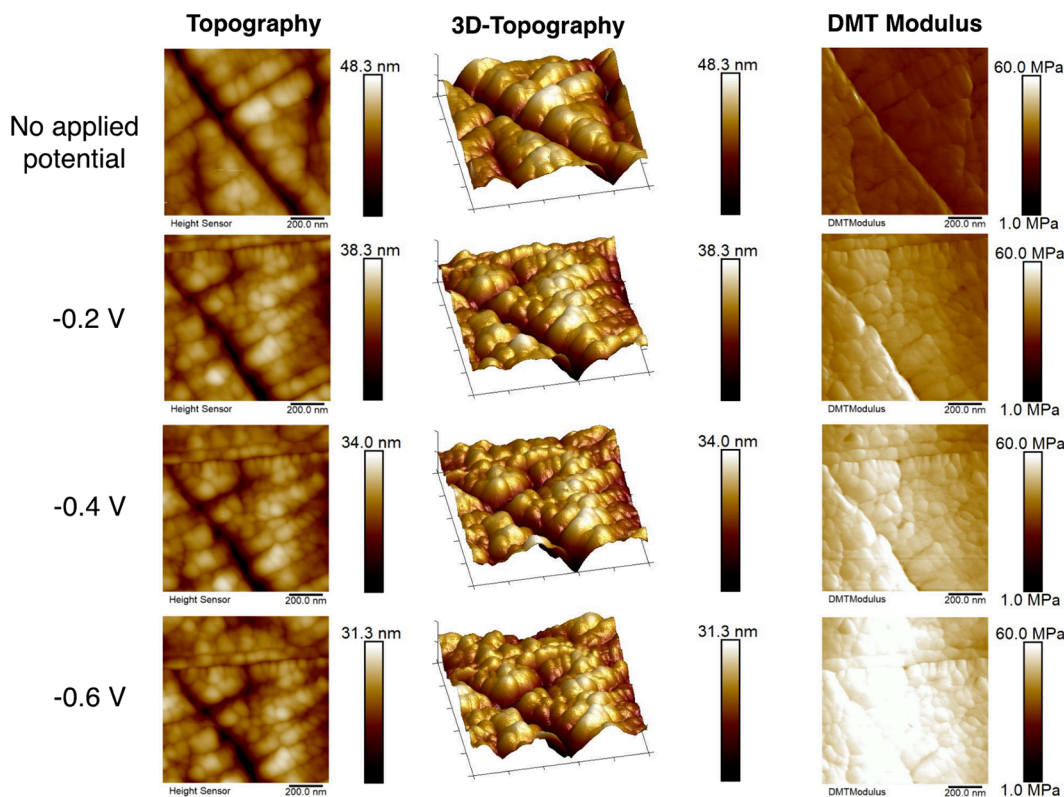 Topography
3D-Topography
DMT Modulus
No applied
potential
48.3 nm
Height Sensor
200.0 nm
48.3 nm
60.0 MPa
1.0 MPa
DMTModulus
200.0 nm
-0.2 V
38.3 nm
Height Sensor
200.0 nm
38.3 nm
60.0 MPa
1.0 MPa
DMTModulus
200.0 nm
-0.4 V
34.0 nm
Height Sensor
200.0 nm
34.0 nm
60.0 MPa
1.0 MPa
DMTModulus
200.0 nm
-0.6 V
31.3 nm
Height Sensor
200.0 nm
31.3 nm
60.0 MPa
1.0 MPa
DMTModulus
200.0 nm